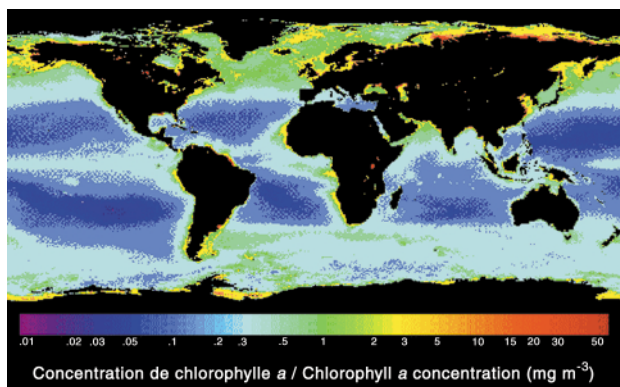 .01 .02 .03 .05 .1 .2 .3 .5 1 2 3 5 10 15 20 30 50
Concentration de chlorophylle a / Chlorophyll a concentration (mg m⁻³)